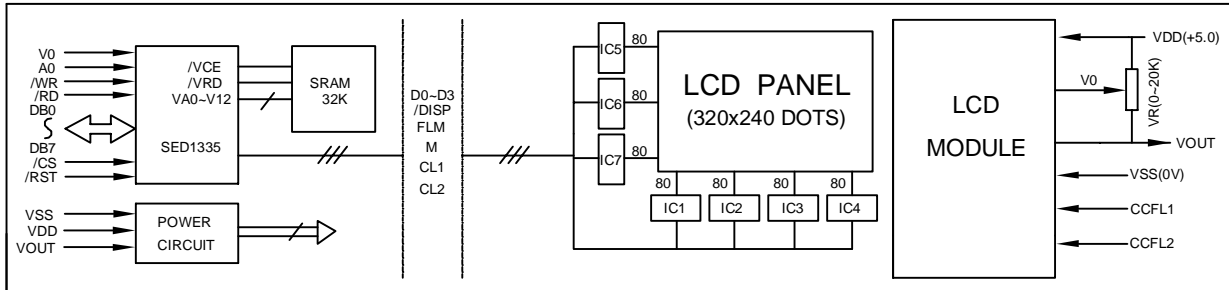 V0
A0
/WR
/RD
DB0
DB7
/CS
/RST
/VCE
/VRD
VA0~V12
SED1335
SRAM
32K
VSS
VDD
VOUT
POWER
CIRCUIT
D0~D3
/DISP
FLM
M
CL1
CL2
IC5
80
IC6
80
IC7
80
LCD PANEL
(320x240 DOTS)
80
80
80
80
IC1
IC2
IC3
IC4
LCD
MODULE
VDD(+5.0)
V0
VR(0~20K)
VOUT
VSS(0V)
CCFL1
CCFL2